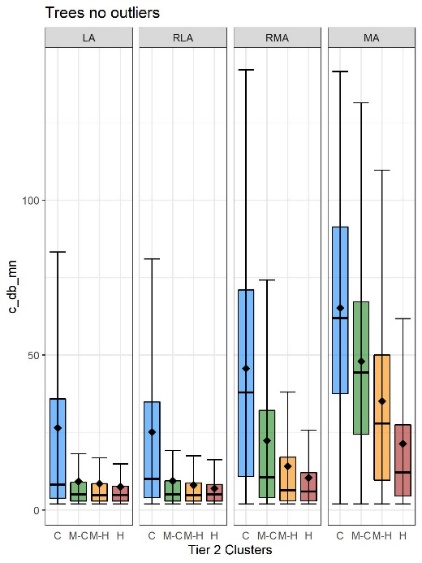 Trees no outliers
LA RLA RMA MA
c_db_mn
100
50
0
C M-C M-H H C M-C M-H H C M-C M-H H C M-C M-H H
Tier 2 Clusters